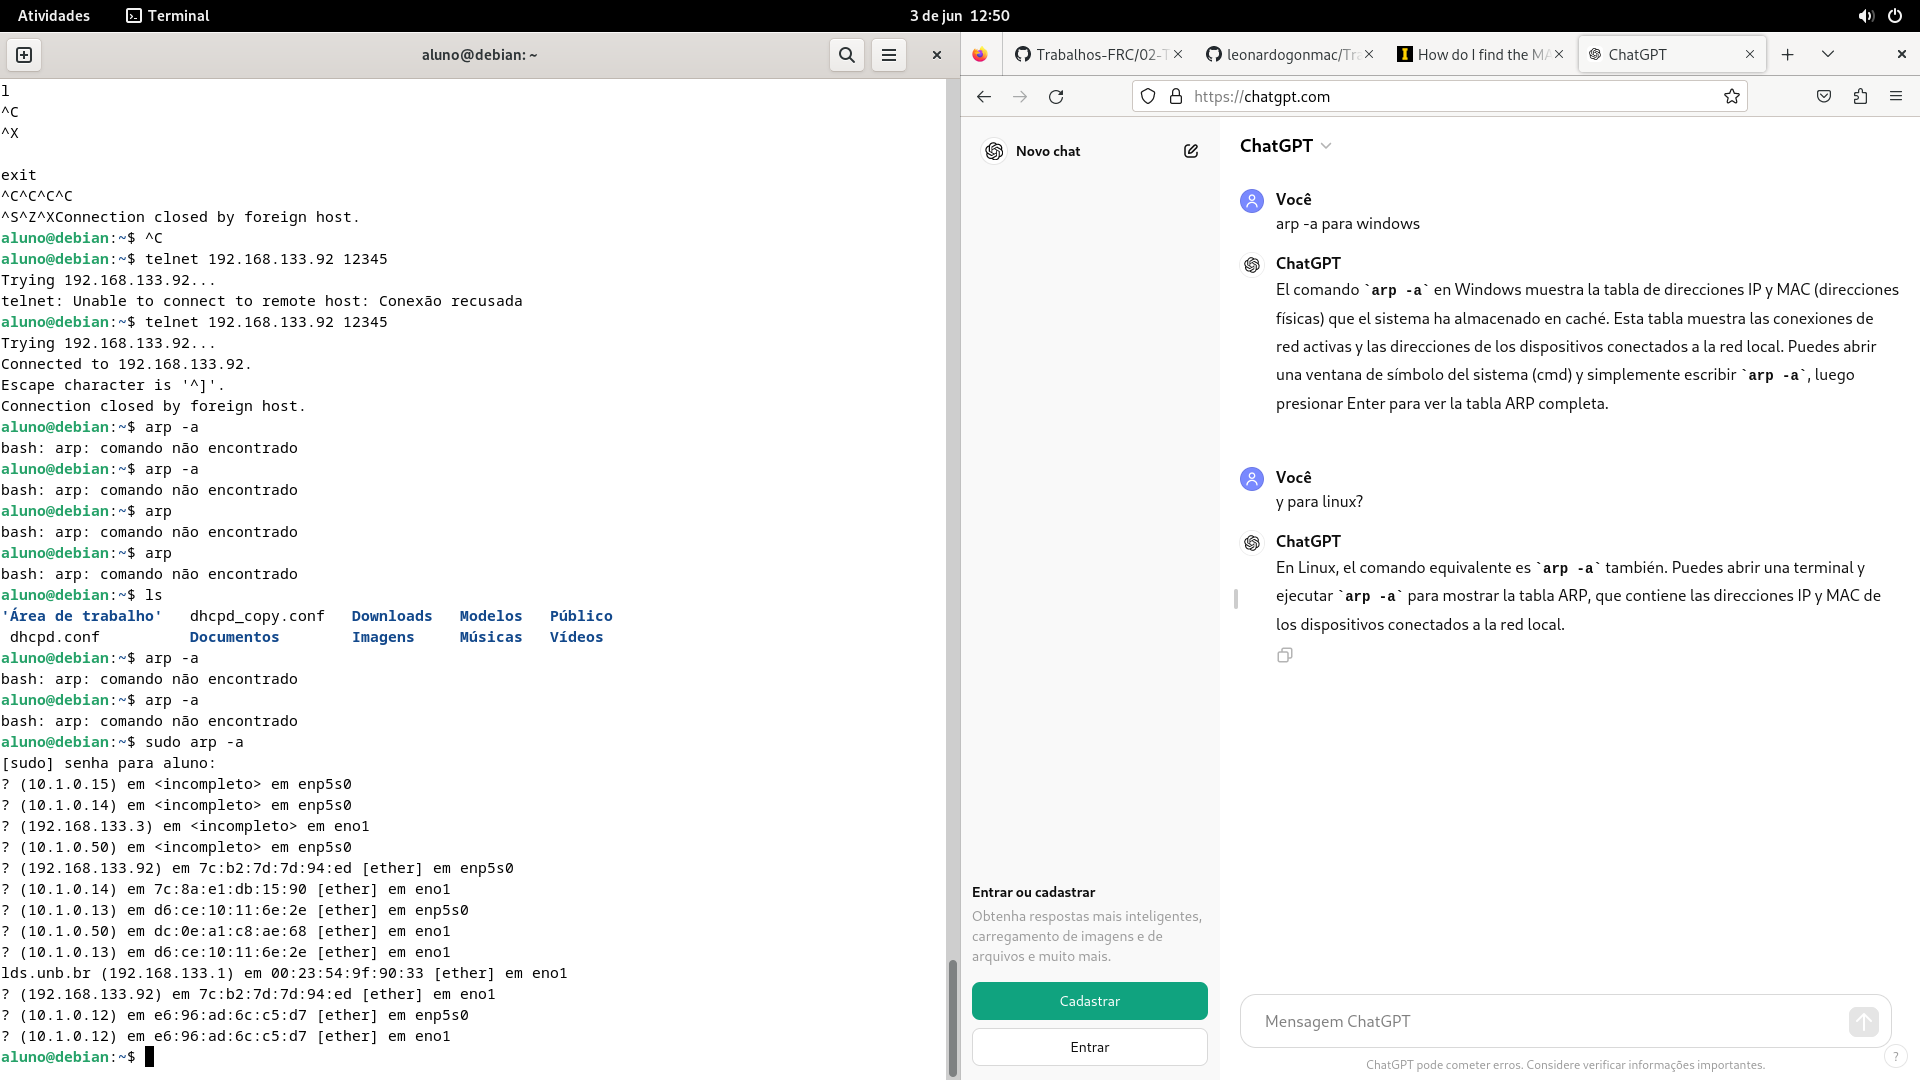 Atividades
Terminal
3 de jun 12:50
aluno@debian: ~
l
^C
^X
exit
^C^C^C^C
^S^Z^XConnection closed by foreign host.
aluno@debian:~$ ^C
aluno@debian:~$ telnet 192.168.133.92 12345
Trying 192.168.133.92...
telnet: Unable to connect to remote host: Conexão recusada
aluno@debian:~$ telnet 192.168.133.92 12345
Trying 192.168.133.92...
Connected to 192.168.133.92.
Escape character is '^]'.
Connection closed by foreign host.
aluno@debian:~$ arp -a
bash: arp: comando não encontrado
aluno@debian:~$ arp -a
bash: arp: comando não encontrado
aluno@debian:~$ arp
bash: arp: comando não encontrado
aluno@debian:~$ arp
bash: arp: comando não encontrado
aluno@debian:~$ ls
'Área de trabalho' dhcpd_copy.conf Downloads Modelos Público
dhcpd.conf Documentos Imagens Músicas Vídeos
aluno@debian:~$ arp -a
bash: arp: comando não encontrado
aluno@debian:~$ arp -a
bash: arp: comando não encontrado
aluno@debian:~$ sudo arp -a
[sudo] senha para aluno:
? (10.1.0.15) em <incompleto> em enp5s0
? (10.1.0.14) em <incompleto> em enp5s0
? (192.168.133.3) em <incompleto> em eno1
? (10.1.0.50) em <incompleto> em enp5s0
? (192.168.133.92) em 7c:b2:7d:7d:94:ed [ether] em enp5s0
? (10.1.0.14) em 7c:8a:e1:db:15:90 [ether] em eno1
? (10.1.0.13) em d6:ce:10:11:6e:2e [ether] em enp5s0
? (10.1.0.50) em dc:0e:a1:c8:ae:68 [ether] em eno1
? (10.1.0.13) em d6:ce:10:11:6e:2e [ether] em eno1
lds.unb.br (192.168.133.1) em 00:23:54:9f:90:33 [ether] em eno1
? (192.168.133.92) em 7c:b2:7d:7d:94:ed [ether] em eno1
? (10.1.0.12) em e6:96:ad:6c:c5:d7 [ether] em enp5s0
? (10.1.0.12) em e6:96:ad:6c:c5:d7 [ether] em eno1
aluno@debian:~$
Trabalhos-FRC/02-T
leonardogonmac/Tra
How do I find the MA
ChatGPT
https://chatgpt.com
Novo chat
ChatGPT
Você
arp -a para windows
ChatGPT
El comando `arp -a` en Windows muestra la tabla de direcciones IP y MAC (direcciones
físicas) que el sistema ha almacenado en caché. Esta tabla muestra las conexiones de
red activas y las direcciones de los dispositivos conectados a la red local. Puedes abrir
una ventana de símbolo del sistema (cmd) y simplemente escribir `arp -a`, luego
presionar Enter para ver la tabla ARP completa.
Você
y para linux?
ChatGPT
En Linux, el comando equivalente es `arp -a` también. Puedes abrir una terminal y
ejecutar `arp -a` para mostrar la tabla ARP, que contiene las direcciones IP y MAC de
los dispositivos conectados a la red local.
Entrar ou cadastrar
Obtenha respostas mais inteligentes,
carregamento de imagens e de
arquivos e muito mais.
Cadastrar
Entrar
Mensagem ChatGPT
ChatGPT pode cometer erros. Considere verificar informações importantes.
?